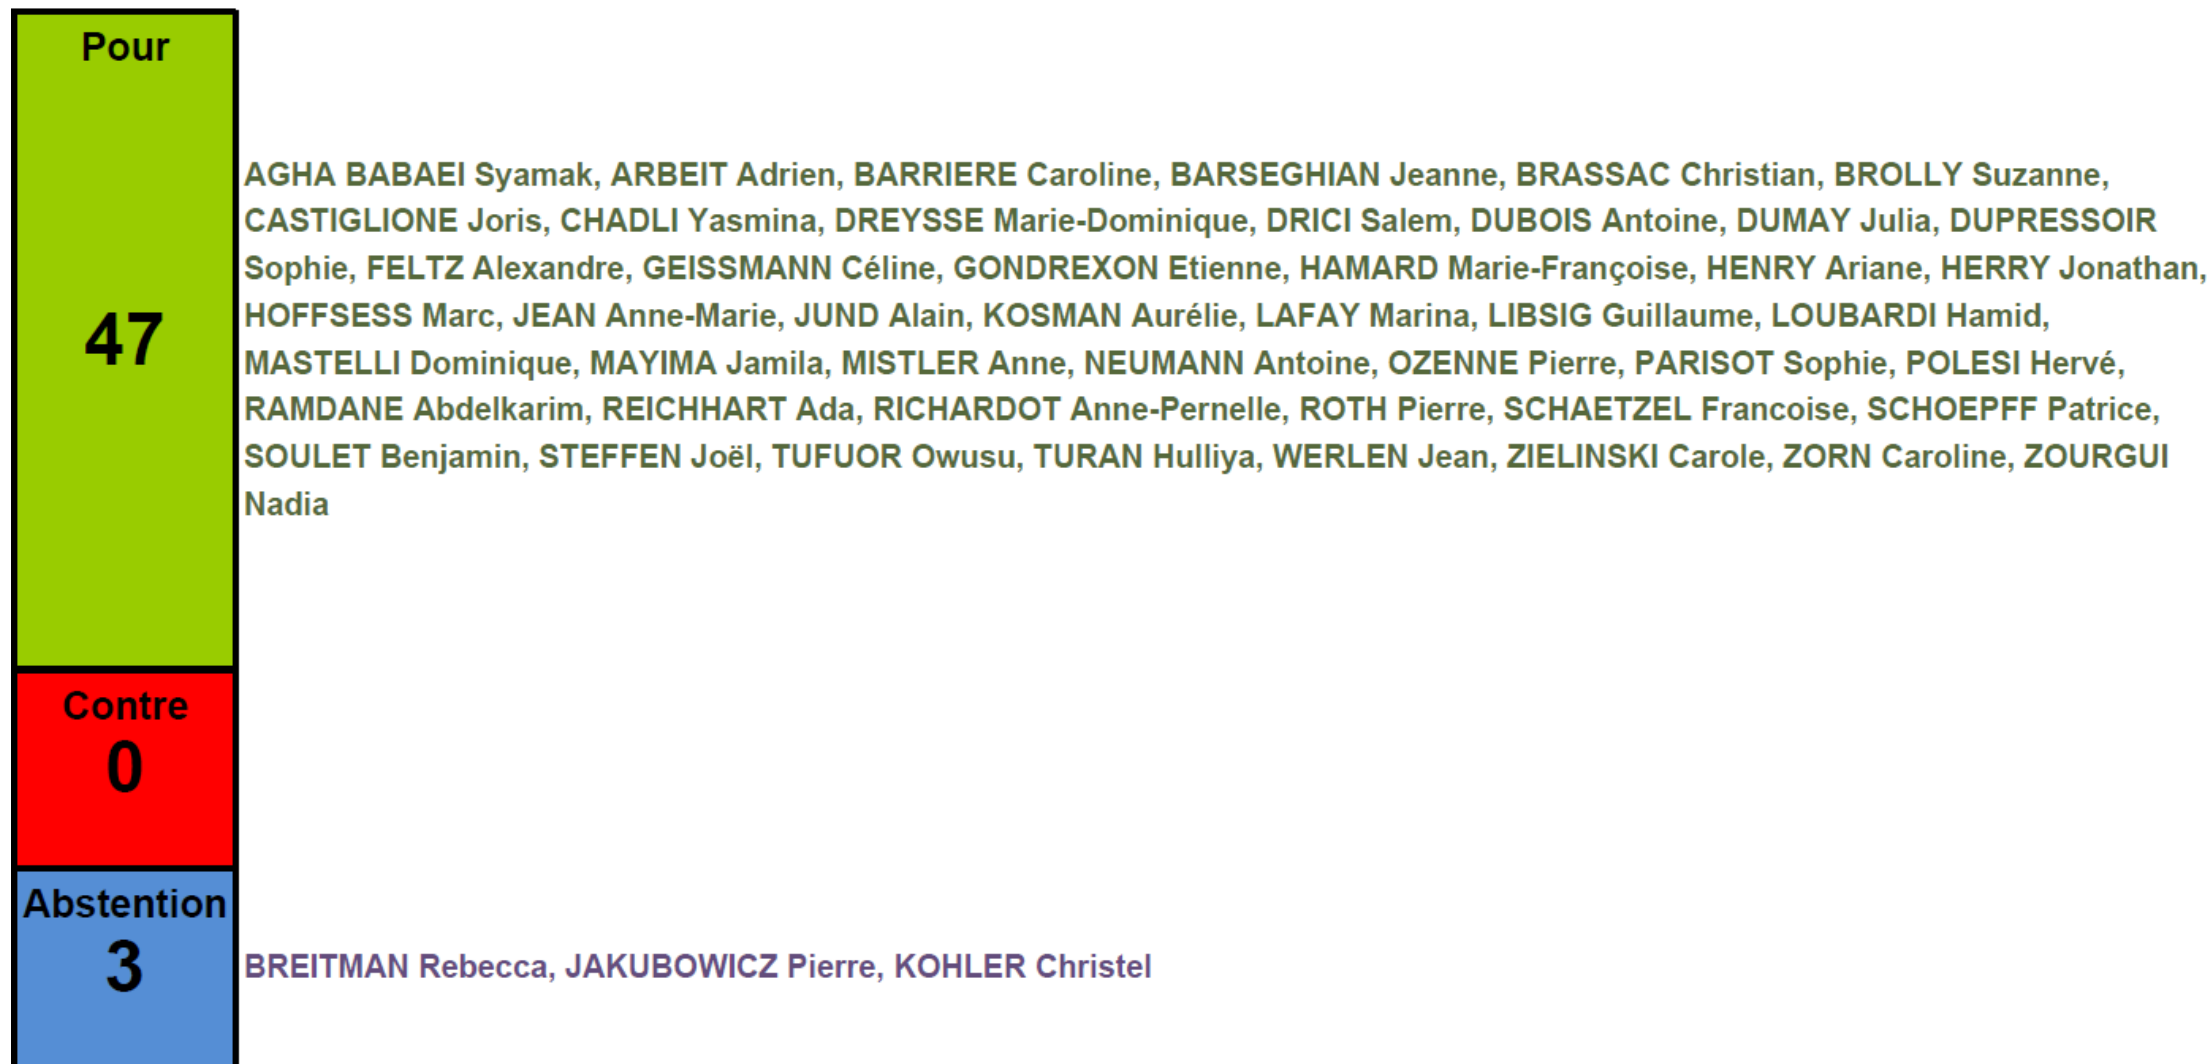 Pour
47
AGHA BABAEI Syamak, ARBEIT Adrien, BARRIERE Caroline, BARSEGHIAN Jeanne, BRASSAC Christian, BROLLY Suzanne,
CASTIGLIONE Joris, CHADLI Yasmina, DREYSSE Marie-Dominique, DRICI Salem, DUBOIS Antoine, DUMAY Julia, DUPRESSOIR
Sophie, FELTZ Alexandre, GEISSMANN Céline, GONDREXON Etienne, HAMARD Marie-Françoise, HENRY Ariane, HERRY Jonathan,
HOFFSESS Marc, JEAN Anne-Marie, JUND Alain, KOSMAN Aurélie, LAFAY Marina, LIBSIG Guillaume, LOUBARDI Hamid,
MASTELLI Dominique, MAYIMA Jamila, MISTLER Anne, NEUMANN Antoine, OZENNE Pierre, PARISOT Sophie, POLESI Hervé,
RAMDANE Abdelkarim, REICHHART Ada, RICHARDOT Anne-Pernelle, ROTH Pierre, SCHAETZEL Francoise, SCHOEPFF Patrice,
SOULET Benjamin, STEFFEN Joël, TUFUOR Owusu, TURAN Hulliya, WERLEN Jean, ZIELINSKI Carole, ZORN Caroline, ZOURGUI
Nadia
Contre
0
Abstention
3
BREITMAN Rebecca, JAKUBOWICZ Pierre, KOHLER Christel